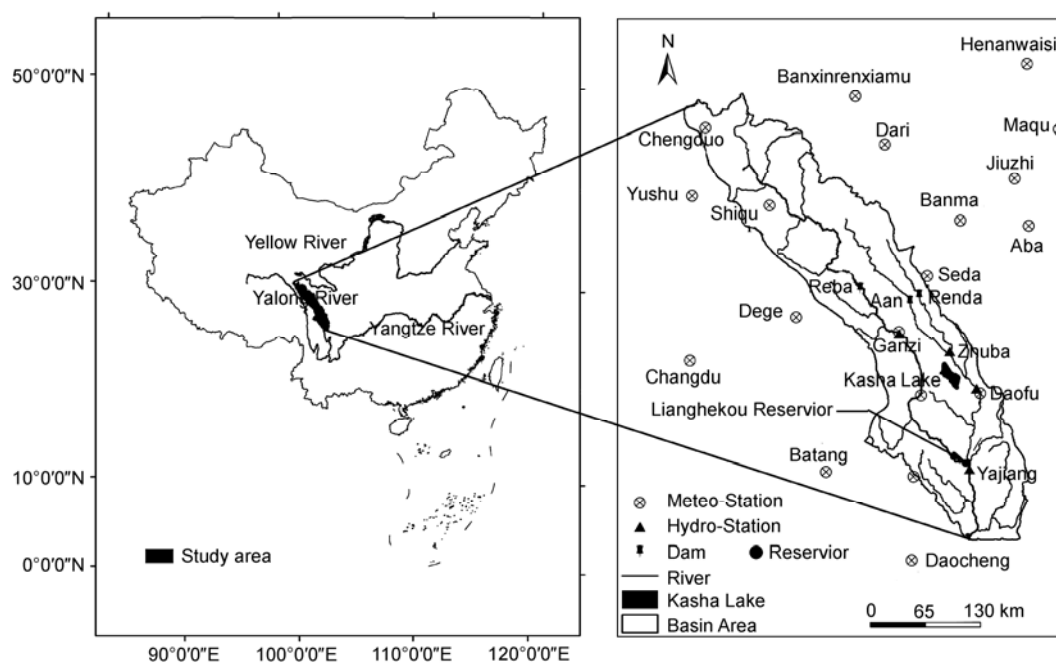 50°0′0″N
30°0′0″N
10°0′0″N
0°0′0″N
90°0′0″E
100°0′0″E
110°0′0″E
120°0′0″E
Yellow River
Yalong River
Yangtze River
Study area
N
Henanwaisi
Banxinrenxiamu
Chengduo
Dari
Maqu
Jiuzhi
Yushu
Shiqu
Banma
Aba
Seda
Reba
Aan
Renda
Dege
Ganzi
Zhuba
Changdu
Kasha Lake
Daofu
Lianghekou Reservior
Batang
Yajiang
Meteo-Station
Hydro-Station
Dam
Reservior
Daocheng
River
Kasha Lake
Basin Area
0 65 130 km